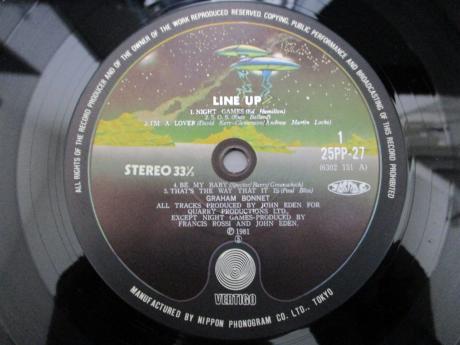 ALL RIGHTS OF THE RECORD PRODUCER AND OF THE OWNER OF THE WORK REPRODUCED RESERVED. COPYING, PUBLIC PERFORMANCE AND BROADCASTING OF THIS RECORD PROHIBITED
LINE UP
1. NIGHT GAMES (Ed Hamilton)
2. S.O.S. (Russ Ballard)
3. I'M A LOVER (David Kerr-Clemenson/Andrew Martin Locke)
1
25PP-27
(6302 151 A)
STEREO 33⅓
4. BE MY BABY (Spector/Barry/Greenwich)
5. THAT'S THE WAY THAT IT IS (Paul Bliss)
GRAHAM BONNET
ALL TRACKS PRODUCED BY JOHN EDEN FOR
QUARRY PRODUCTIONS LTD.,
EXCEPT NIGHT GAMES-PRODUCED BY
FRANCIS ROSSI AND JOHN EDEN.
Ⓟ 1981
VERTIGO
MANUFACTURED BY NIPPON PHONOGRAM CO., LTD., TOKYO